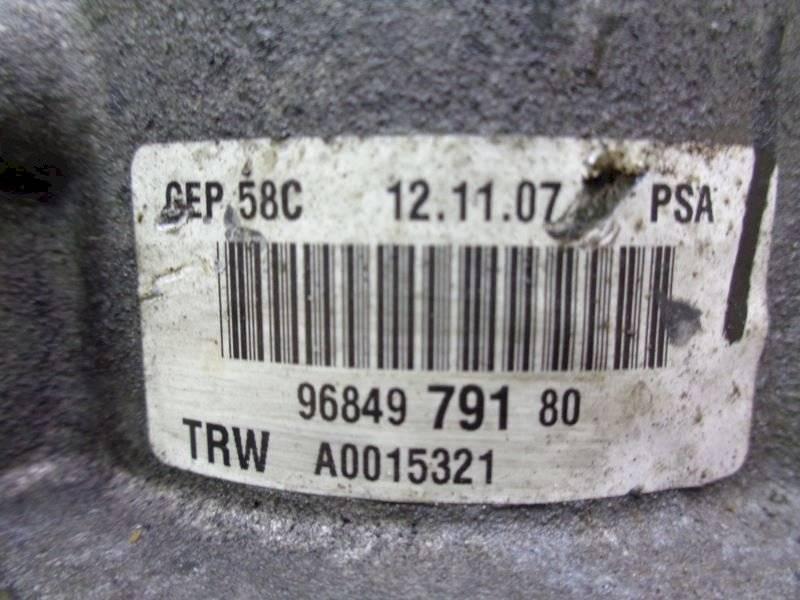 GEP 58C 12.11.07 PSA
96849 791 80
TRW A0015321